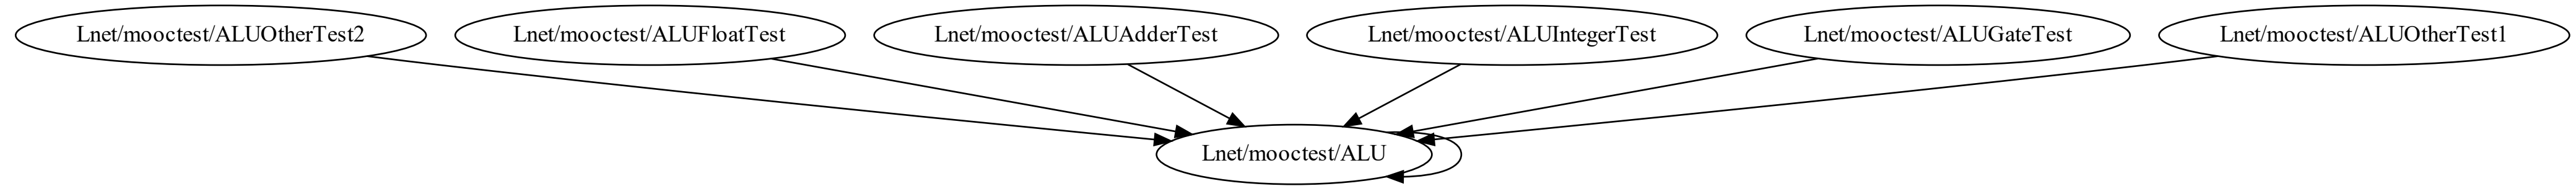 Lnet/mooctest/ALUOtherTest2
Lnet/mooctest/ALUFloatTest
Lnet/mooctest/ALUAdderTest
Lnet/mooctest/ALUIntegerTest
Lnet/mooctest/ALUGateTest
Lnet/mooctest/ALUOtherTest1
Lnet/mooctest/ALU